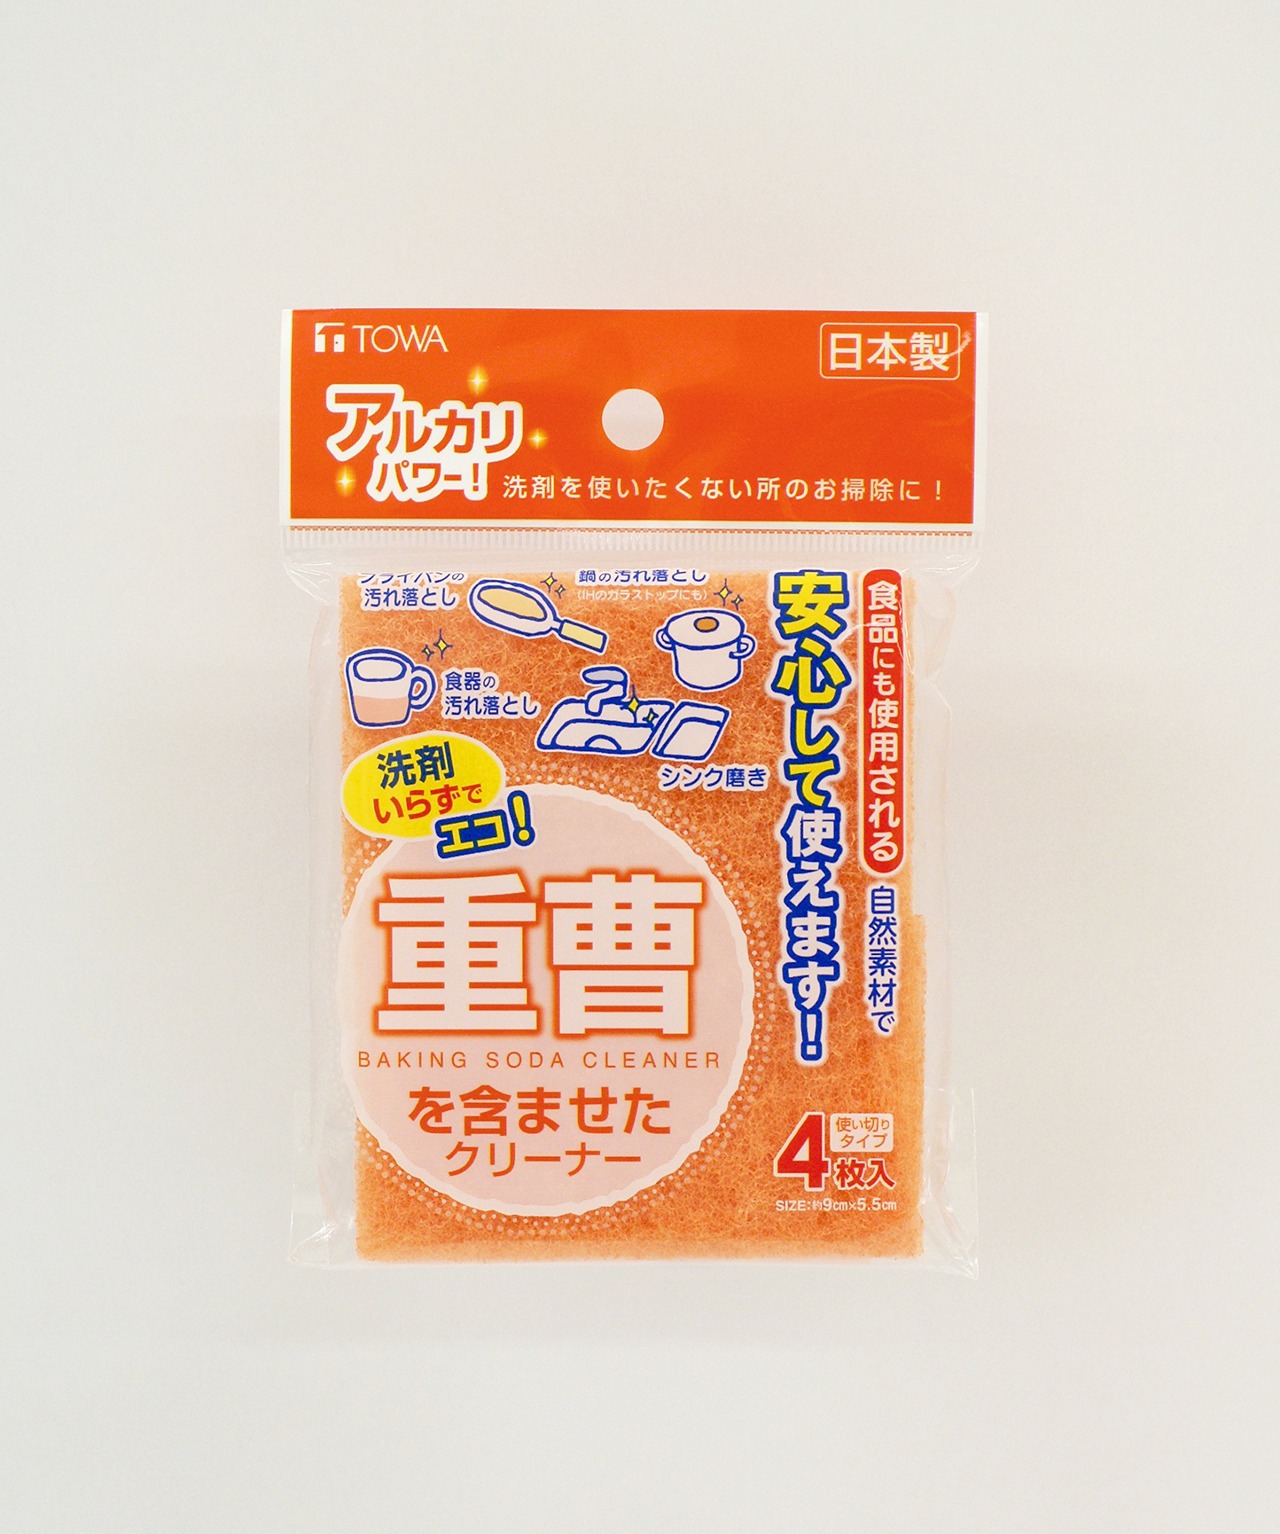 TOWA
日本製
アルカリ
パワー!
洗剤を使いたくない所のお掃除に!
フライパンの
汚れ落とし
鍋の汚れ落とし
(IHのガラストップにも)
食器の
汚れ落とし
シンク磨き
食品にも使用される
自然素材で
安心して使えます!
洗剤
いらずで
エコ!
重曹
BAKING SODA CLEANER
を含ませた
クリーナー
4枚入
使い切り
タイプ
SIZE:約9cm×5.5cm